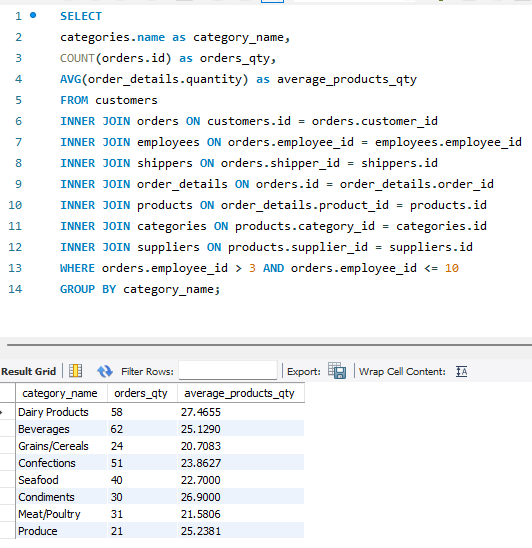 1 SELECT
2 categories.name as category_name,
3 COUNT(orders.id) as orders_qty,
4 AVG(order_details.quantity) as average_products_qty
5 FROM customers
6 INNER JOIN orders ON customers.id = orders.customer_id
7 INNER JOIN employees ON orders.employee_id = employees.employee_id
8 INNER JOIN shippers ON orders.shipper_id = shippers.id
9 INNER JOIN order_details ON orders.id = order_details.order_id
10 INNER JOIN products ON order_details.product_id = products.id
11 INNER JOIN categories ON products.category_id = categories.id
12 INNER JOIN suppliers ON products.supplier_id = suppliers.id
13 WHERE orders.employee_id > 3 AND orders.employee_id <= 10
14 GROUP BY category_name;
Result Grid Filter Rows: Export: Wrap Cell Content:
category_name orders_qty average_products_qty
Dairy Products 58 27.4655
Beverages 62 25.1290
Grains/Cereals 24 20.7083
Confections 51 23.8627
Seafood 40 22.7000
Condiments 30 26.9000
Meat/Poultry 31 21.5806
Produce 21 25.2381